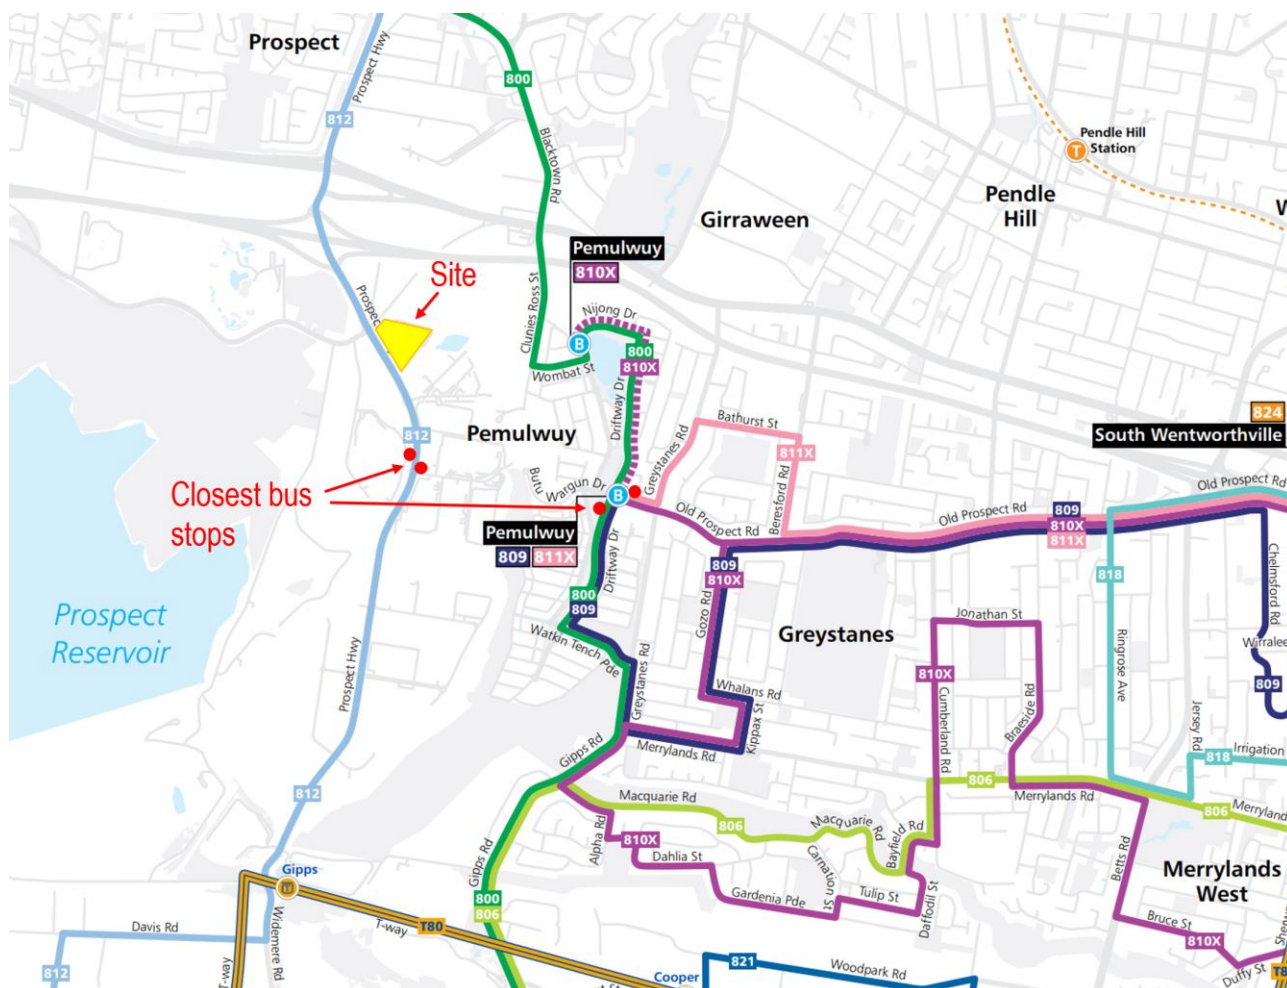 Prospect
Prospect Hwy
812
800
Blacktown Rd
Pendle Hill
Station
T
Pendle
Hill
Girraween
Pemulwuy
810X
Site
Prospec
Clunies Ross St
Nijong Dr
B
800
810X
Wombat St
Driftway Dr
824
South Wentworthville
Bathurst St
812
Pemulwuy
Greystanes Rd
811X
Beresford Rd
Butu
Wargun Dr
B
Closest bus
stops
Old Prospect Rd
Old Prospect Rd
Old Prospect Rd
809
810X
811X
Pemulwuy
809 811X
Driftway Dr
809
810X
818
Chelmsford Rd
800
809
Gozo Rd
Prospect
Reservoir
Watkin Tench Pde
Greystanes
Jonathan St
Ringrose Ave
Wirralee
Prospect Hwy
Greystanes Rd
Whalans Rd
810X
809
Kippax St
Cumberland Rd
Braeside Rd
Jersey Rd
Gipps Rd
Merrylands Rd
818
Irrigation
812
Macquarie Rd
806
Merrylands Rd
806
Merryland
806
Macquarie Rd
Bayfield Rd
Alpha Rd
810X
Dahlia St
Carnation St
Gipps Rd
Betts Rd
Merrylands
West
Gipps
Gardenia Pde
Tulip St
Daffodil St
800
806
Widemere Rd
T-way
T80
Davis Rd
Bruce St
810X
812
T-way
Cooper
821
Woodpark Rd
Duffy St